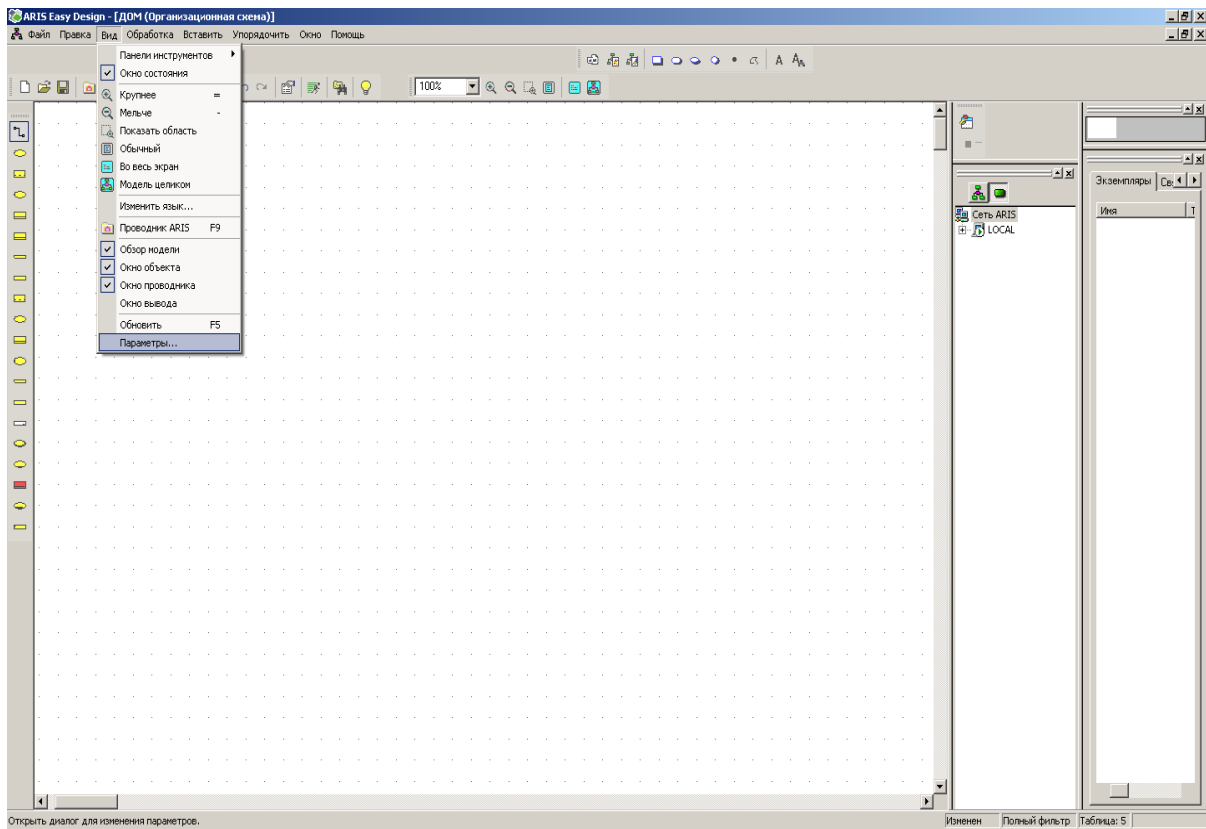 ARIS Easy Design - [ДОМ (Организационная схема)]
Файл Правка Вид Обработка Вставить Упорядочить Окно Помощь
Панели инструментов
Окно состояния
Крупнее =
Мельче -
Показать область
Обычный
Во весь экран
Модель целиком
Изменить язык...
Проводник ARIS F9
Обзор модели
Окно объекта
Окно проводника
Окно вывода
Обновить F5
Параметры...
100%
A A
Сеть ARIS
LOCAL
Экземпляры
Имя Т
Открыть диалог для изменения параметров.
Изменен Полный фильтр Таблица: 5